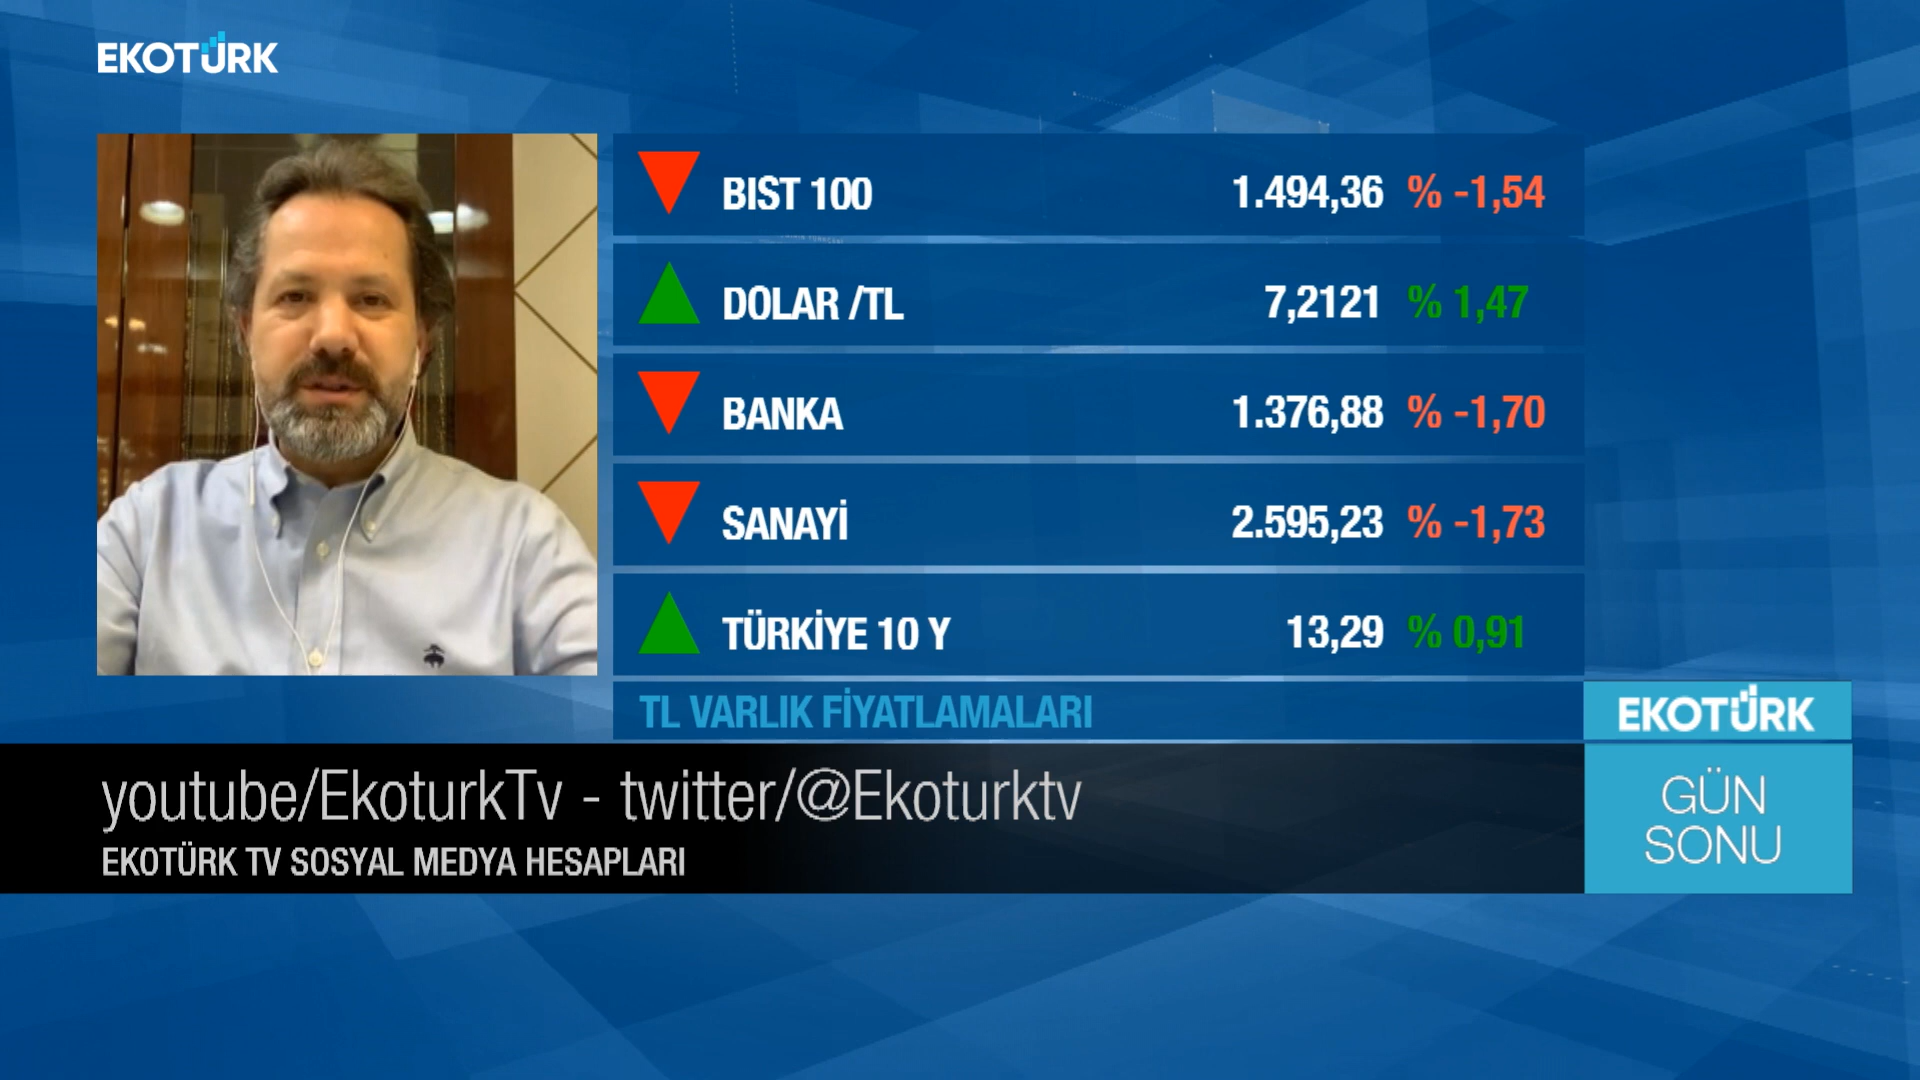 EKOTÜRK
BIST 100 1.494,36 % -1,54
DOLAR /TL 7,2121 % 1,47
BANKA 1.376,88 % -1,70
SANAYİ 2.595,23 % -1,73
TÜRKİYE 10 Y 13,29 % 0,91
TL VARLIK FİYATLAMALARI
EKOTÜRK
youtube/EkoturkTv - twitter/@Ekoturktv
EKOTÜRK TV SOSYAL MEDYA HESAPLARI
GÜN
SONU